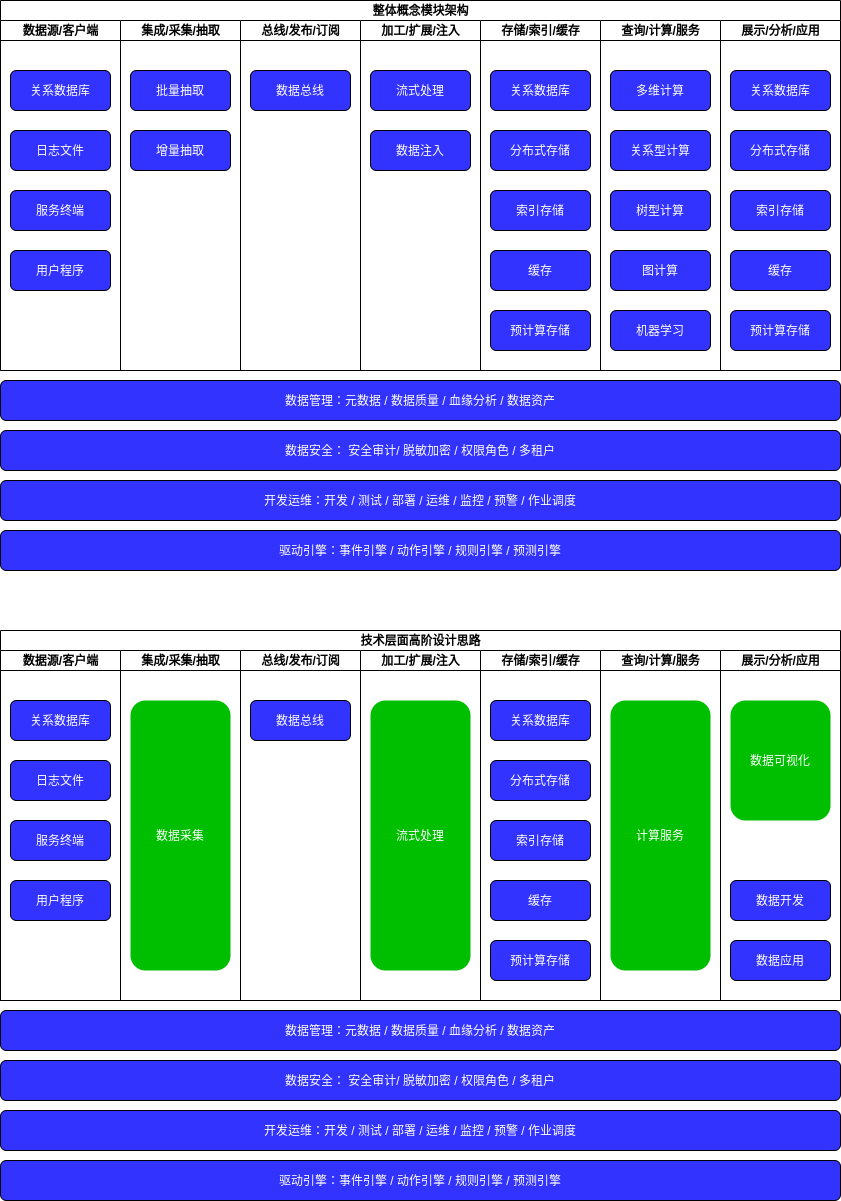 整体概念模块架构
数据源/客户端 集成/采集/抽取 总线/发布/订阅 加工/扩展/注入 存储/索引/缓存 查询/计算/服务 展示/分析/应用
关系数据库 批量抽取 数据总线 流式处理 关系数据库 多维计算 关系数据库
日志文件 增量抽取 数据注入 分布式存储 关系型计算 分布式存储
服务终端 索引存储 树型计算 索引存储
用户程序 缓存 图计算 缓存
预计算存储 机器学习 预计算存储
数据管理：元数据 / 数据质量 / 血缘分析 / 数据资产
数据安全： 安全审计/ 脱敏加密 / 权限角色 / 多租户
开发运维：开发 / 测试 / 部署 / 运维 / 监控 / 预警 / 作业调度
驱动引擎：事件引擎 / 动作引擎 / 规则引擎 / 预测引擎
技术层面高阶设计思路
数据源/客户端 集成/采集/抽取 总线/发布/订阅 加工/扩展/注入 存储/索引/缓存 查询/计算/服务 展示/分析/应用
关系数据库 数据总线 关系数据库
数据可视化
日志文件 分布式存储
服务终端 数据采集 流式处理 索引存储 计算服务
用户程序 缓存 数据开发
预计算存储 数据应用
数据管理：元数据 / 数据质量 / 血缘分析 / 数据资产
数据安全： 安全审计/ 脱敏加密 / 权限角色 / 多租户
开发运维：开发 / 测试 / 部署 / 运维 / 监控 / 预警 / 作业调度
驱动引擎：事件引擎 / 动作引擎 / 规则引擎 / 预测引擎